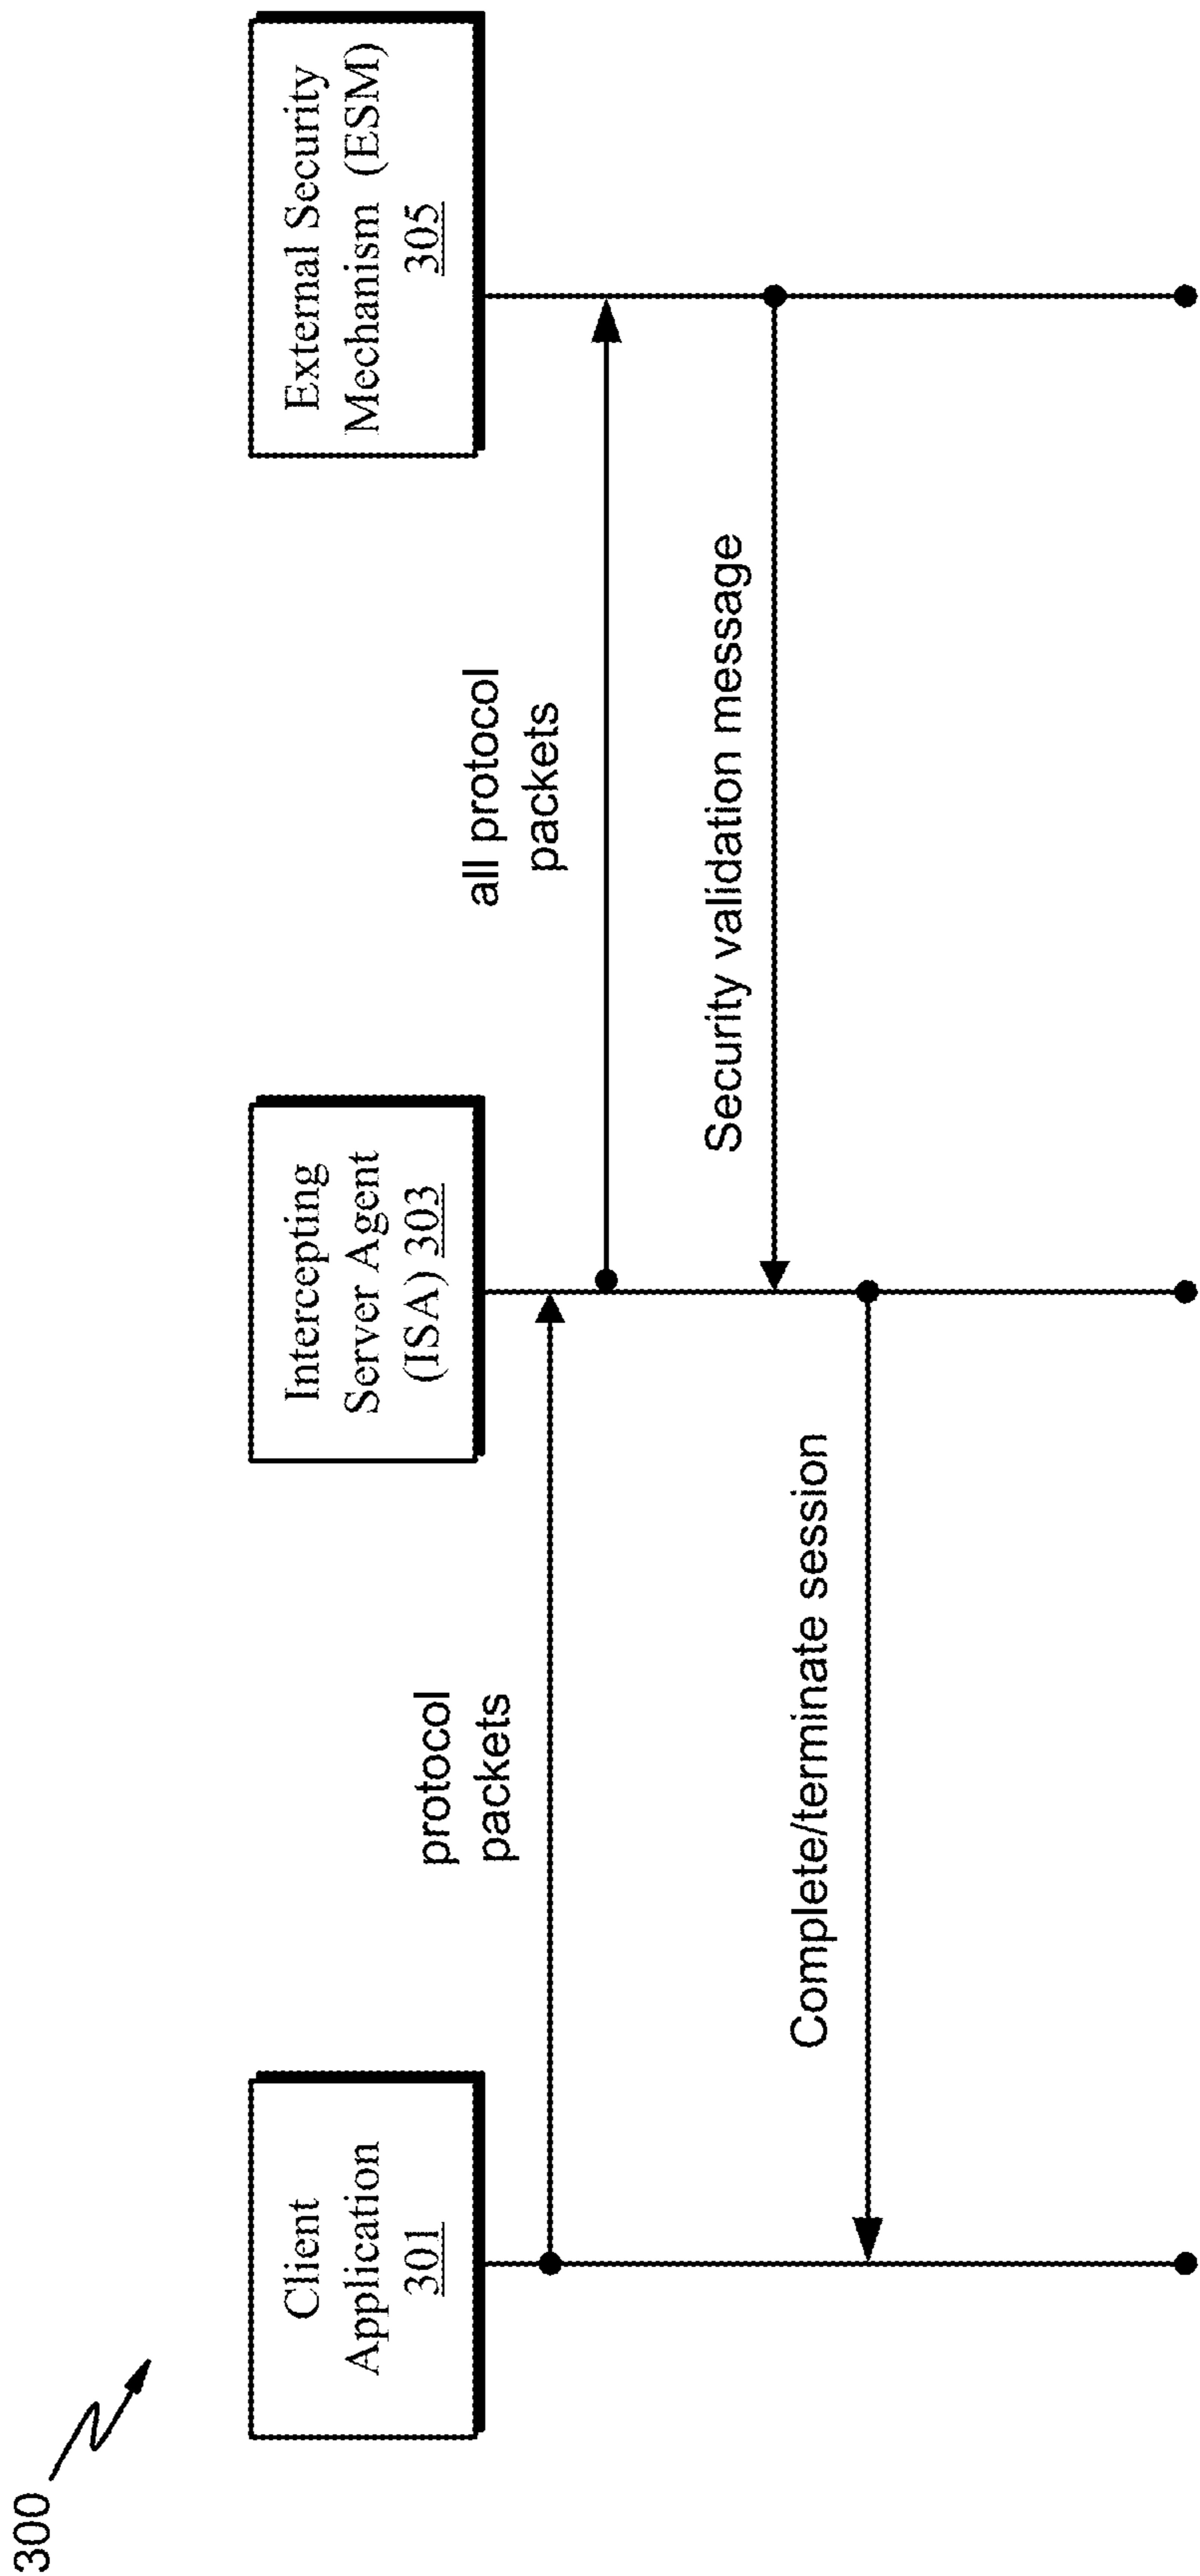 300
Client
Application
301
Intercepting
Server Agent
(ISA) 303
External Security
Mechanism (ESM)
305
protocol
packets
all protocol
packets
Security validation message
Complete/terminate session